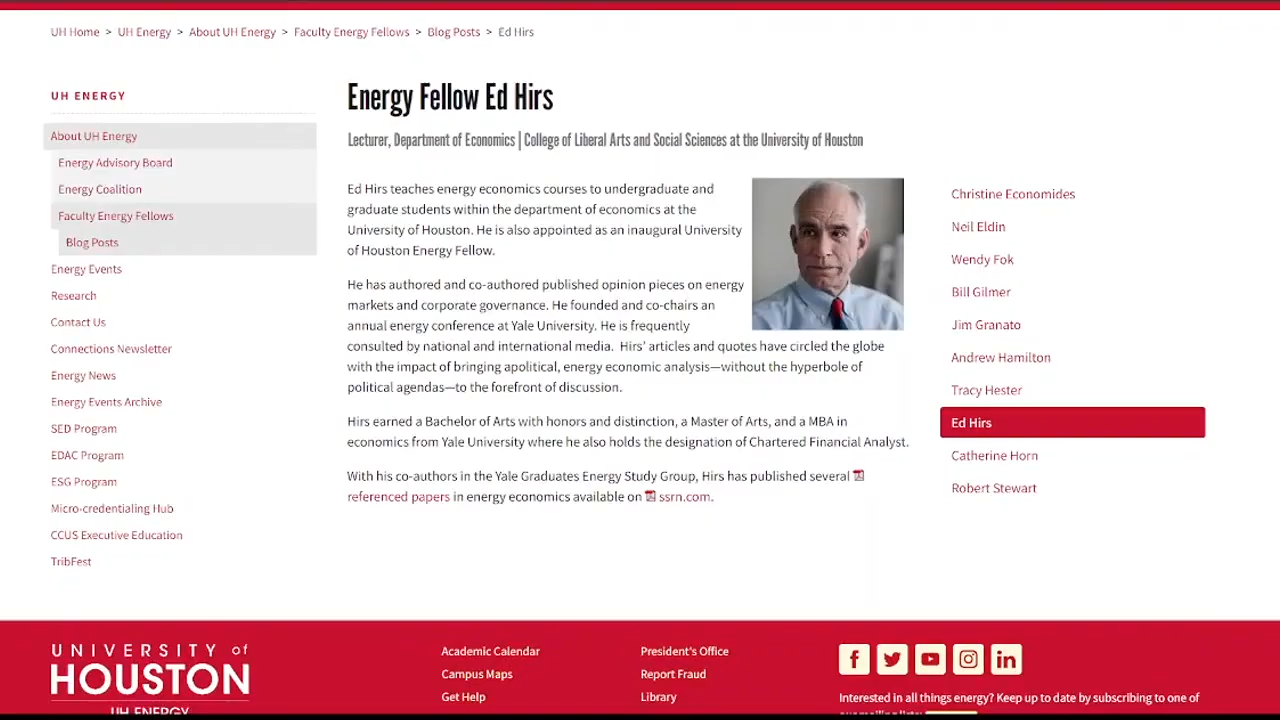 UH Home > UH Energy > About UH Energy > Faculty Energy Fellows > Blog Posts > Ed Hirs
UH ENERGY
About UH Energy
Energy Advisory Board
Energy Coalition
Faculty Energy Fellows
Blog Posts
Energy Events
Research
Contact Us
Connections Newsletter
Energy News
Energy Events Archive
SED Program
EDAC Program
ESG Program
Micro-credentialing Hub
CCUS Executive Education
TribFest
Energy Fellow Ed Hirs
Lecturer, Department of Economics | College of Liberal Arts and Social Sciences at the University of Houston
Ed Hirs teaches energy economics courses to undergraduate and
graduate students within the department of economics at the
University of Houston. He is also appointed as an inaugural University
of Houston Energy Fellow.
He has authored and co-authored published opinion pieces on energy
markets and corporate governance. He founded and co-chairs an
annual energy conference at Yale University. He is frequently
consulted by national and international media. Hirs' articles and quotes have circled the globe
with the impact of bringing apolitical, energy economic analysis—without the hyperbole of
political agendas—to the forefront of discussion.
Hirs earned a Bachelor of Arts with honors and distinction, a Master of Arts, and a MBA in
economics from Yale University where he also holds the designation of Chartered Financial Analyst.
With his co-authors in the Yale Graduates Energy Study Group, Hirs has published several
referenced papers in energy economics available on ssrn.com.
Christine Economides
Neil Eldin
Wendy Fok
Bill Gilmer
Jim Granato
Andrew Hamilton
Tracy Hester
Ed Hirs
Catherine Horn
Robert Stewart
UNIVERSITY of
HOUSTON
UH ENERGY
Academic Calendar
Campus Maps
Get Help
President's Office
Report Fraud
Library
Interested in all things energy? Keep up to date by subscribing to one of